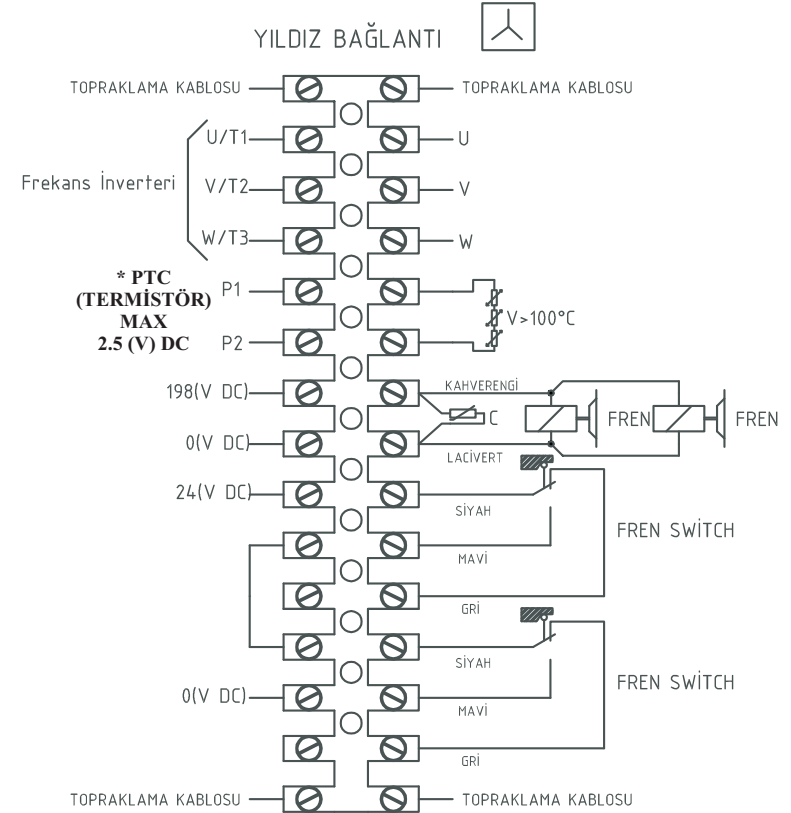 YILDIZ BAĞLANTI
TOPRAKLAMA KABLOSU
TOPRAKLAMA KABLOSU
U/T1
U
Frekans İnverteri
V/T2
V
W/T3
W
* PTC
(TERMİSTÖR)
MAX
2.5 (V) DC
P1
V>100°C
P2
198(V DC)
KAHVERENGİ
C
FREN
FREN
0(V DC)
LACİVERT
24(V DC)
SİYAH
FREN SWİTCH
MAVİ
GRİ
SİYAH
FREN SWİTCH
0(V DC)
MAVİ
GRİ
TOPRAKLAMA KABLOSU
TOPRAKLAMA KABLOSU